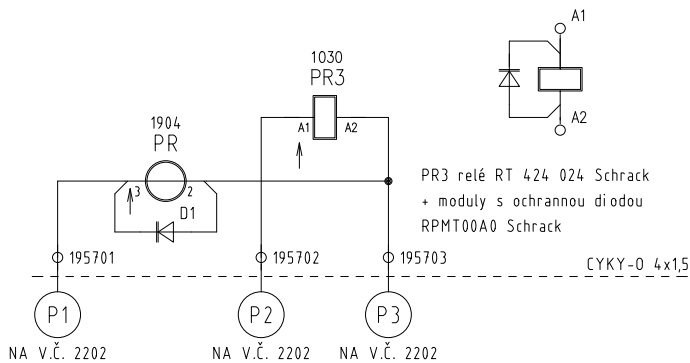 A1
1030
PR3
A1 A2
A2
1904
PR
PR3 relé RT 424 024 Schrack
3 2
+ moduly s ochrannou diodou
D1
RPMT00A0 Schrack
195701 195702 195703
CYKY-O 4x1,5
P1 P2 P3
NA V.Č. 2202 NA V.Č. 2202 NA V.Č. 2202